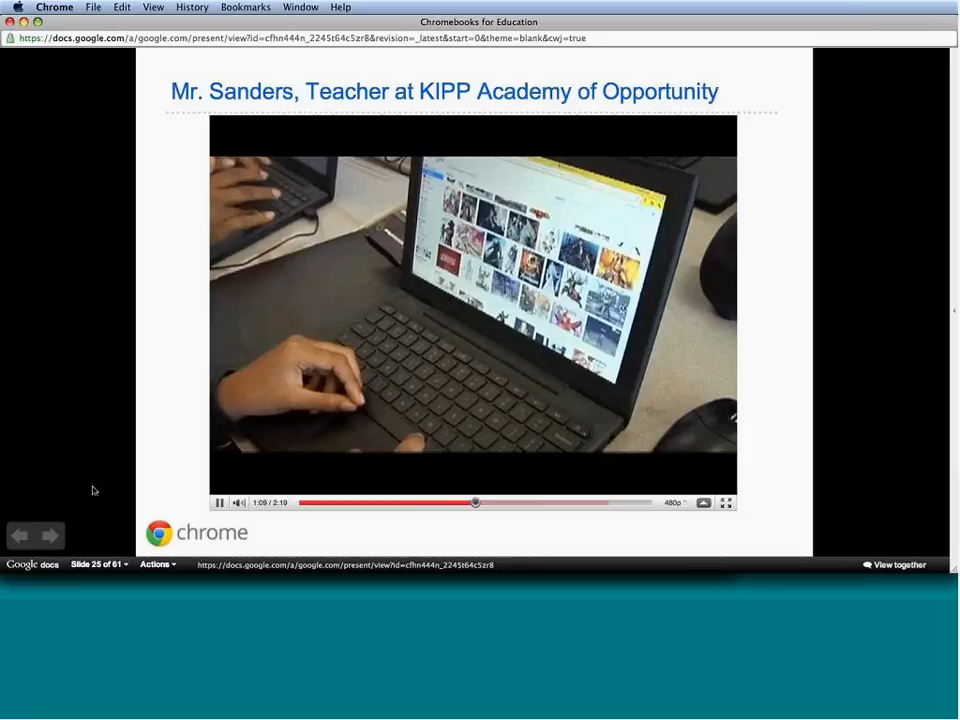 Chrome File Edit View History Bookmarks Window Help
Chromebooks for Education
https://docs.google.com/a/google.com/present/view?id=cfhn444n_2245t64c5zr8&revision=_latest&start=0&theme=blank&cwj=true
Mr. Sanders, Teacher at KIPP Academy of Opportunity
1:09 / 2:19 480p
chrome
Google docs Slide 25 of 61 Actions https://docs.google.com/a/google.com/present/view?id=cfhn444n_2245t64c5zr8 View together